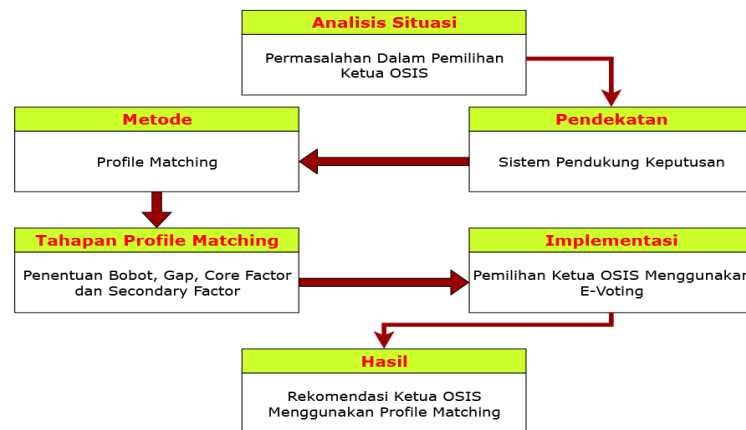 Analisis Situasi
Permasalahan Dalam Pemilihan
Ketua OSIS
Metode
Profile Matching
Pendekatan
Sistem Pendukung Keputusan
Tahapan Profile Matching
Penentuan Bobot, Gap, Core Factor
dan Secondary Factor
Implementasi
Pemilihan Ketua OSIS Menggunakan
E-Voting
Hasil
Rekomendasi Ketua OSIS
Menggunakan Profile Matching